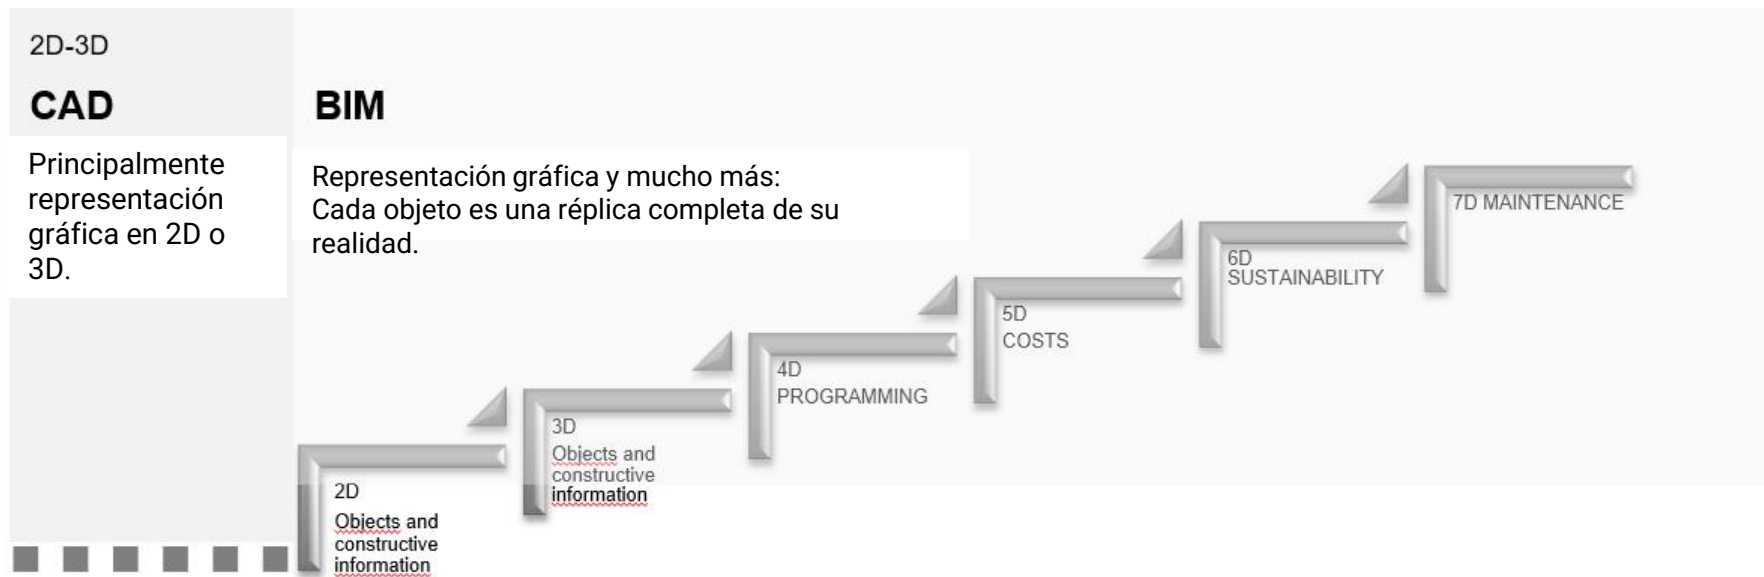 2D-3D
CAD
Principalmente
representación
gráfica en 2D o
3D.
BIM
Representación gráfica y mucho más:
Cada objeto es una réplica completa de su
realidad.
2D
Objects and
constructive
information
3D
Objects and
constructive
information
4D
PROGRAMMING
5D
COSTS
6D
SUSTAINABILITY
7D MAINTENANCE